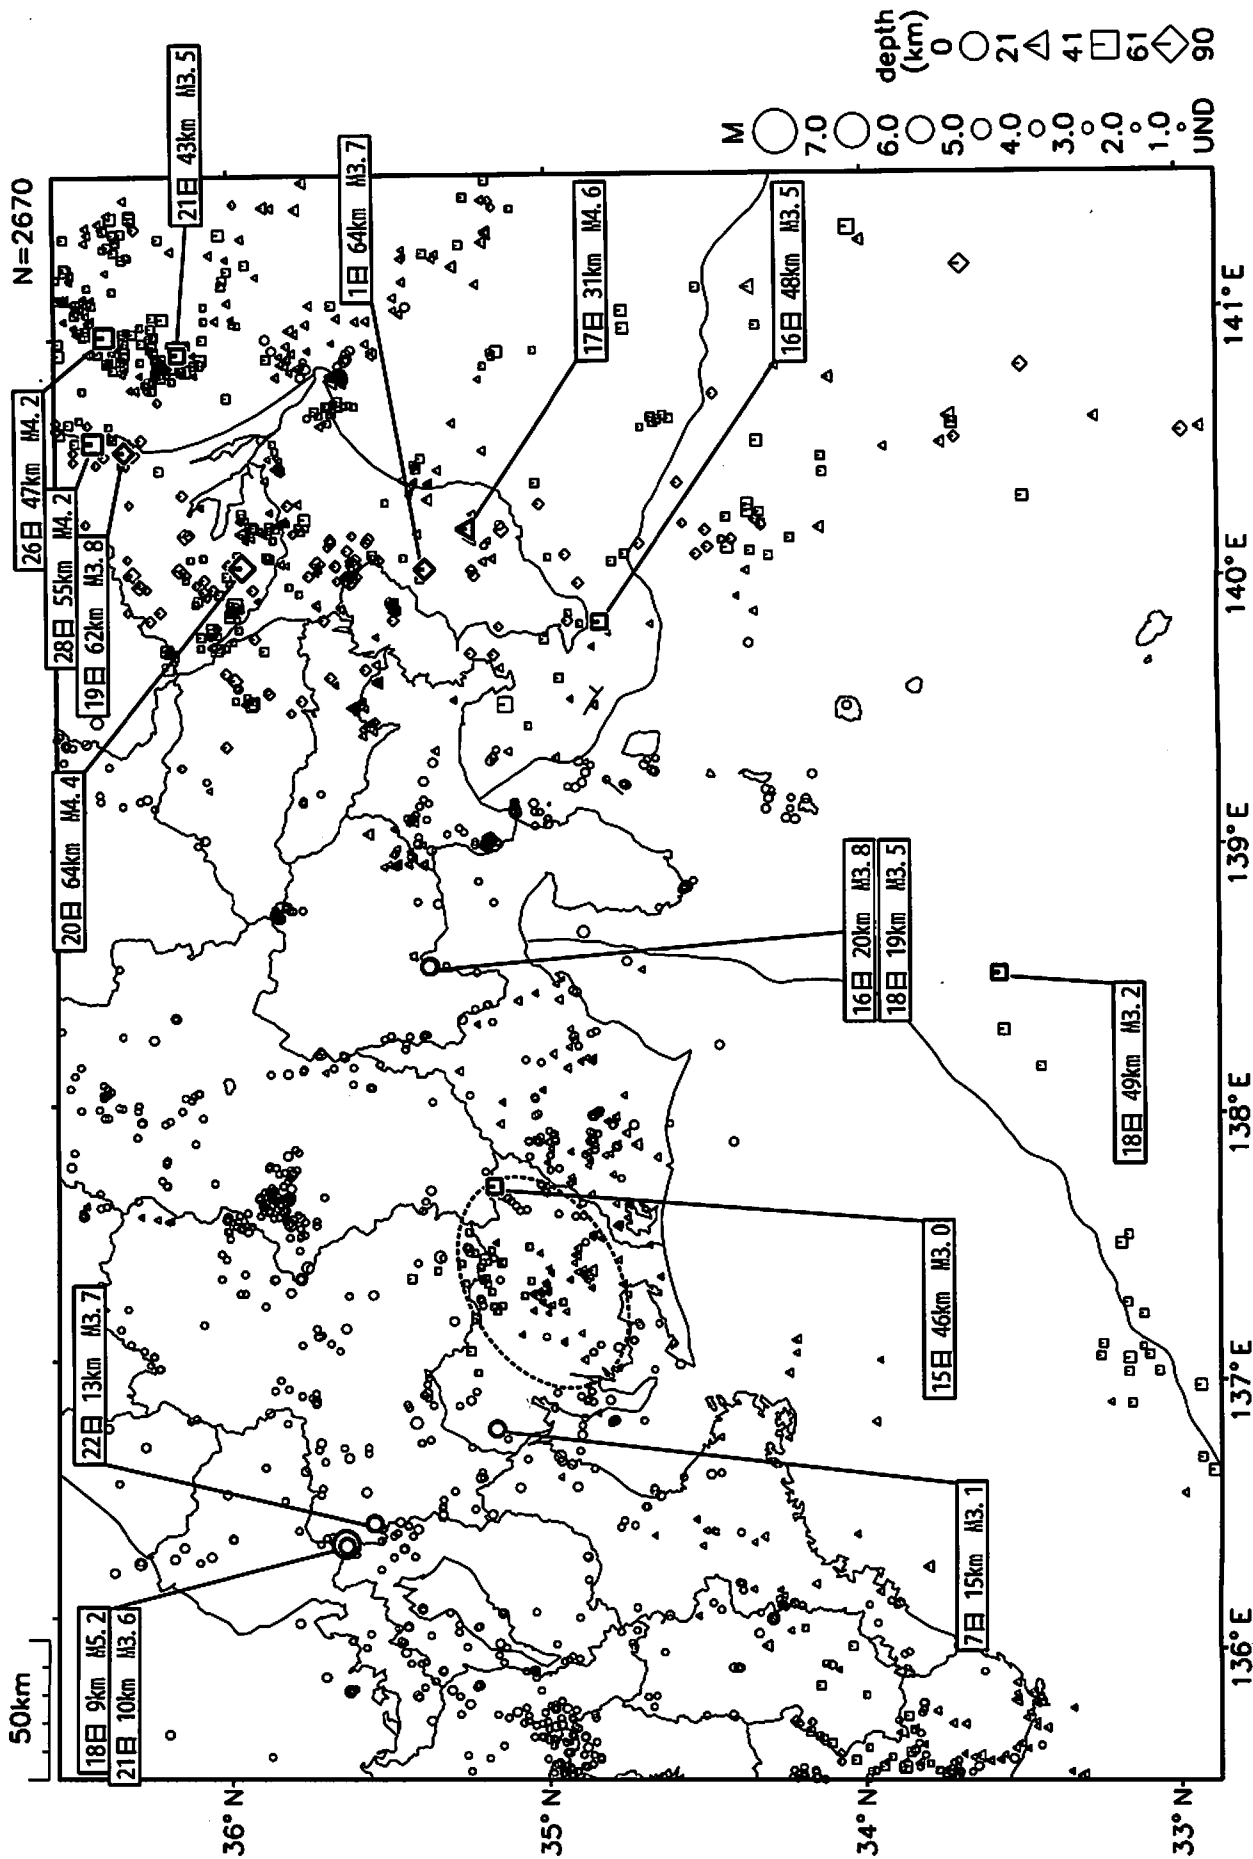 N=2670
50km
18日 9km M5.2
21日 10km M3.6
22日 13km M3.7
20日 64km M4.4
19日 62km M3.8
28日 55km M4.2
26日 47km M4.2
21日 43km M3.5
1日 64km M3.7
17日 31km M4.6
16日 48km M3.5
16日 20km M3.8
18日 19km M3.5
18日 49km M3.2
15日 46km M3.0
7日 15km M3.1
36°N
35°N
34°N
33°N
136°E
137°E
138°E
139°E
140°E
141°E
M
7.0
6.0
5.0
4.0
3.0
2.0
1.0
UND
depth
(km)
0
21
41
61
90